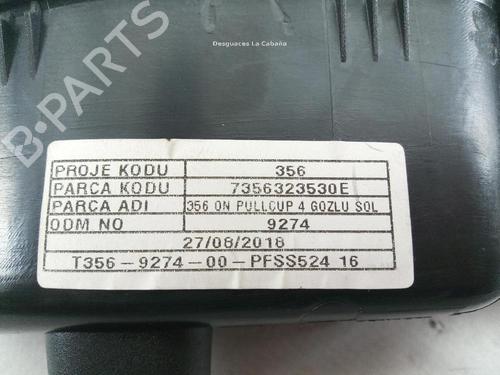 Desguaces La Cabaña
B-PARTS
PROJE KODU 356
PARCA KODU 7356323530E
PARCA ADI 356 ON PULLCUP 4 GOZLU SOL
ODM NO 9274
27/08/2018
T356-9274-00-PFSS524 16